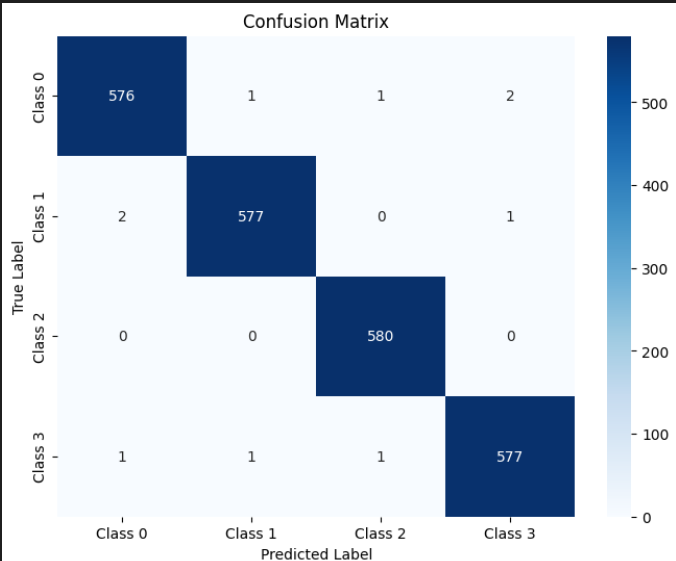 Confusion Matrix
True Label
Class 0
576 1 1 2
Class 1
2 577 0 1
Class 2
0 0 580 0
Class 3
1 1 1 577
Class 0 Class 1 Class 2 Class 3
Predicted Label
500
400
300
200
100
0